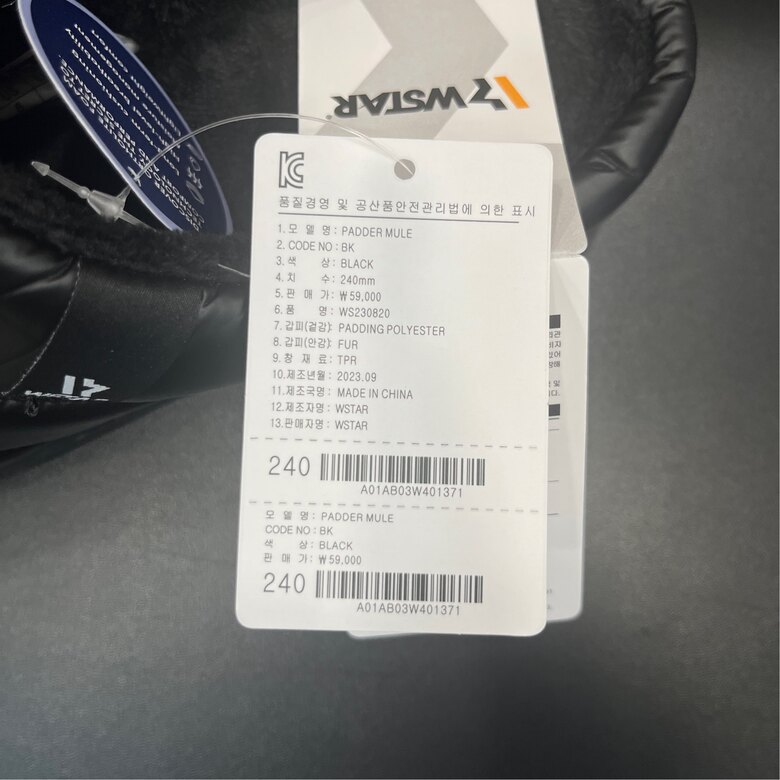 WSTAR
KC
품질경영 및 공산품안전관리법에 의한 표시
1.모 델 명 : PADDER MULE
2. CODE NO : BK
3.색 상 : BLACK
4.치 수 : 240mm
5.판 매 가 : ₩59,000
6.품 명 : WS230820
7.갑피(겉감): PADDING POLYESTER
8.갑피(안감): FUR
9.창 재 료 : TPR
10.제조년월 : 2023.09
11.제조국명 : MADE IN CHINA
12.제조자명 : WSTAR
13.판매자명 : WSTAR
240
A01AB03W401371
모 델 명 : PADDER MULE
CODE NO : BK
색 상 : BLACK
판 매 가 : ₩59,000
240
A01AB03W401371